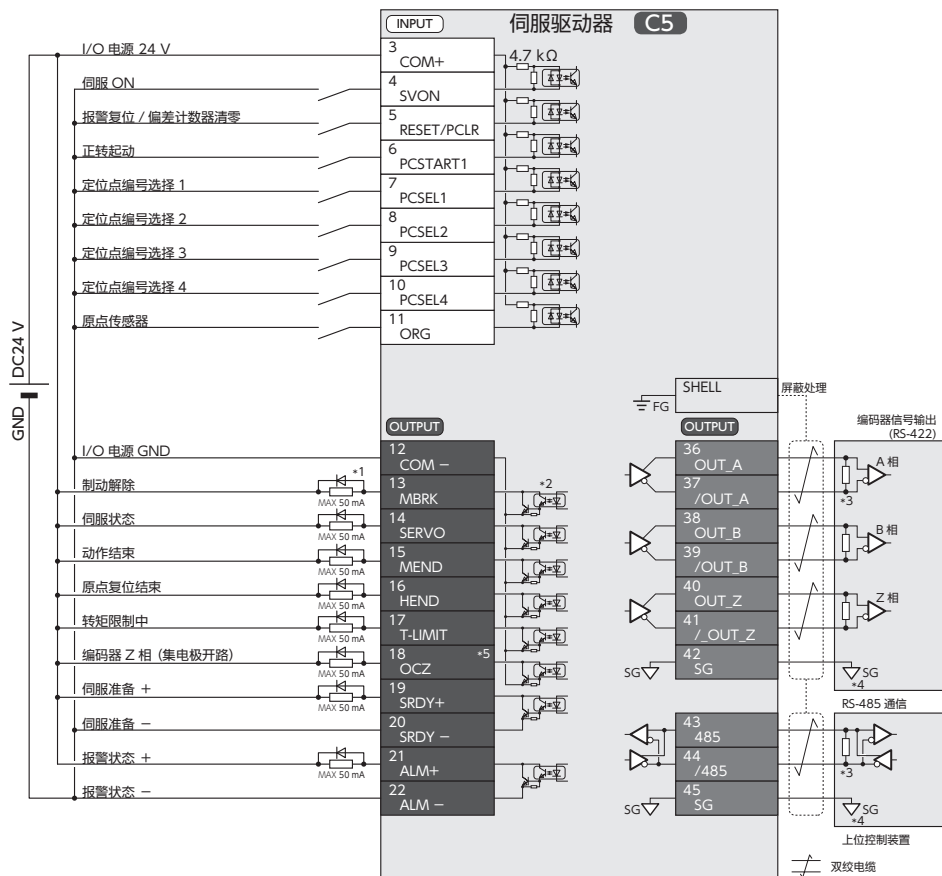 INPUT
伺服驱动器 C5
I/O 电源 24 V
3
COM+
4.7 kΩ
伺服 ON
4
SVON
报警复位 / 偏差计数器清零
5
RESET/PCLR
正转起动
6
PCSTART1
定位点编号选择 1
7
PCSEL1
定位点编号选择 2
8
PCSEL2
定位点编号选择 3
9
PCSEL3
定位点编号选择 4
10
PCSEL4
原点传感器
11
ORG
DC24 V
GND
SHELL
FG
屏蔽处理
OUTPUT
OUTPUT
编码器信号输出
(RS-422)
I/O 电源 GND
12
COM −
制动解除
*1
MAX 50 mA
13
MBRK
*2
伺服状态
MAX 50 mA
14
SERVO
动作结束
MAX 50 mA
15
MEND
原点复位结束
MAX 50 mA
16
HEND
转矩限制中
MAX 50 mA
17
T-LIMIT
编码器 Z 相 (集电极开路)
MAX 50 mA
18
OCZ
*5
伺服准备 +
MAX 50 mA
19
SRDY+
伺服准备 −
20
SRDY −
报警状态 +
MAX 50 mA
21
ALM+
报警状态 −
22
ALM −
36
OUT_A
37
/OUT_A
A 相
*3
38
OUT_B
39
/OUT_B
B 相
40
OUT_Z
41
/_OUT_Z
Z 相
42
SG
SG
SG
*4
RS-485 通信
43
485
44
/485
*3
45
SG
SG
SG
*4
上位控制装置
双绞电缆